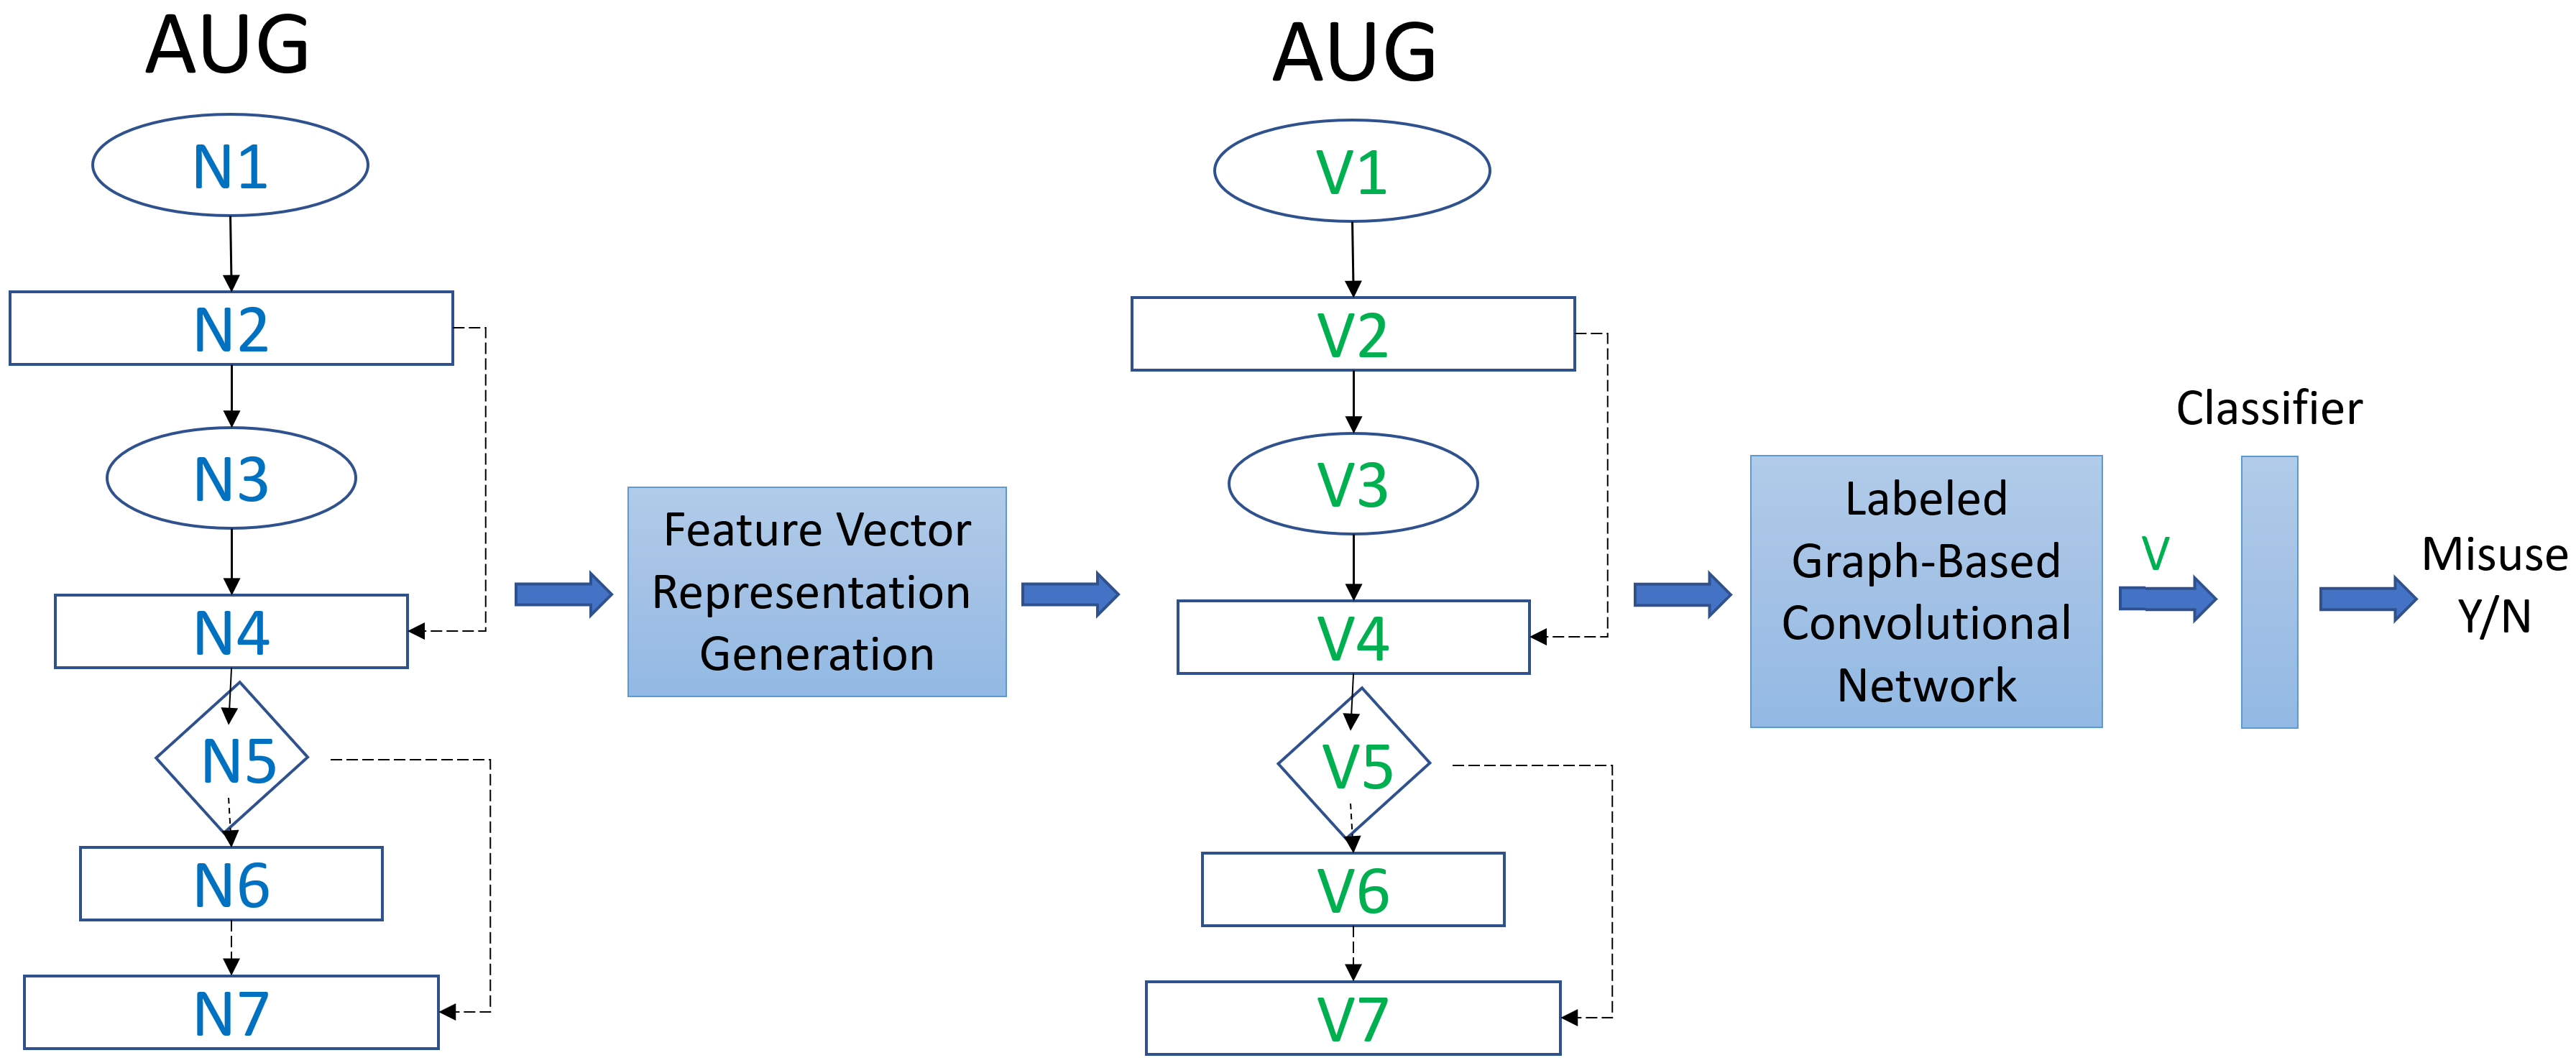 AUG
N1
N2
N3
N4
N5
N6
N7
Feature Vector
Representation
Generation
AUG
V1
V2
V3
V4
V5
V6
V7
Labeled
Graph-Based
Convolutional
Network
V
Classifier
Misuse
Y/N